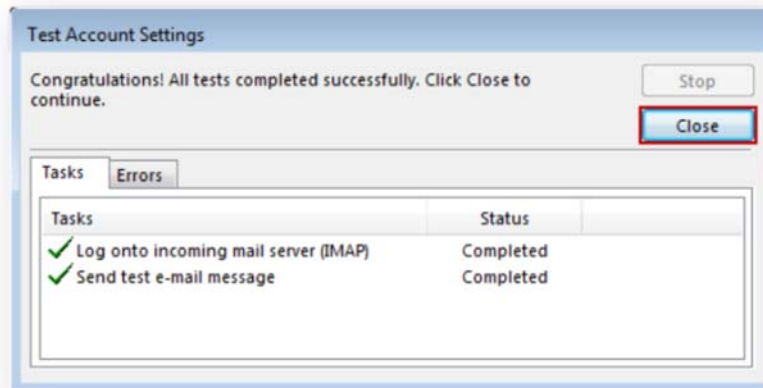 Test Account Settings
Congratulations! All tests completed successfully. Click Close to
continue.
Stop
Close
Tasks Errors
Tasks Status
Log onto incoming mail server (IMAP) Completed
Send test e-mail message Completed